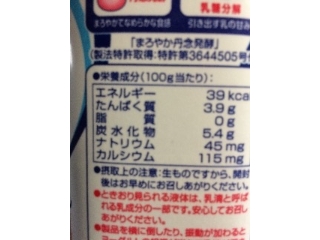 乳糖分解
まろやかでなめらかな食感
引き出す乳の甘み
「まろやか丹念発酵」
(製法特許取得:特許第3644505号
●栄養成分(100g当たり):
エネルギー 39 kcal
たんぱく質 3.9 g
脂質 0 g
炭水化物 5.4 g
ナトリウム 45 mg
カルシウム 115 mg
●摂取上の注意:生ものですから、開封
後はお早めにお召しあがりください。
●ときおり見られる液体は、乳清と呼ば
れる乳成分の一部です。安心してお召し
あがりください。
●製品を横に倒したり、振動が加わると